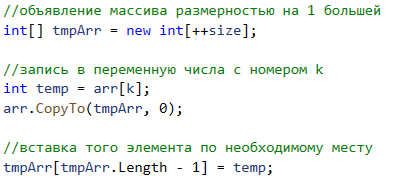 //объявление массива размерностью на 1 большей
int[] tmpArr = new int[++size];
//запись в переменную числа с номером k
int temp = arr[k];
arr.CopyTo(tmpArr, 0);
//вставка того элемента по необходимому месту
tmpArr[tmpArr.Length - 1] = temp;